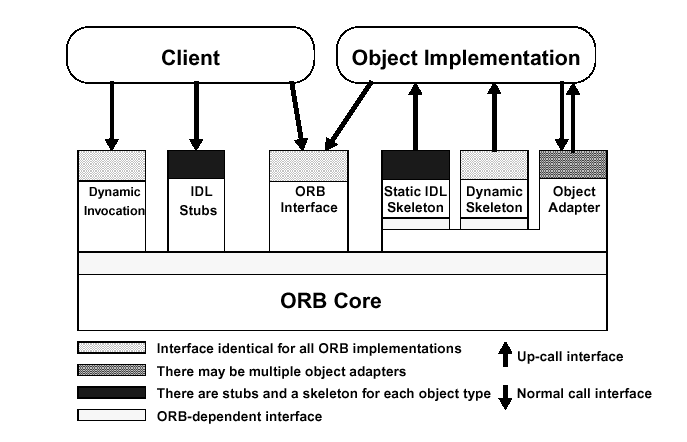 Client
Object Implementation
Dynamic
Invocation
IDL
Stubs
ORB
Interface
Static IDL
Skeleton
Dynamic
Skeleton
Object
Adapter
ORB Core
Interface identical for all ORB implementations
There may be multiple object adapters
There are stubs and a skeleton for each object type
ORB-dependent interface
Up-call interface
Normal call interface